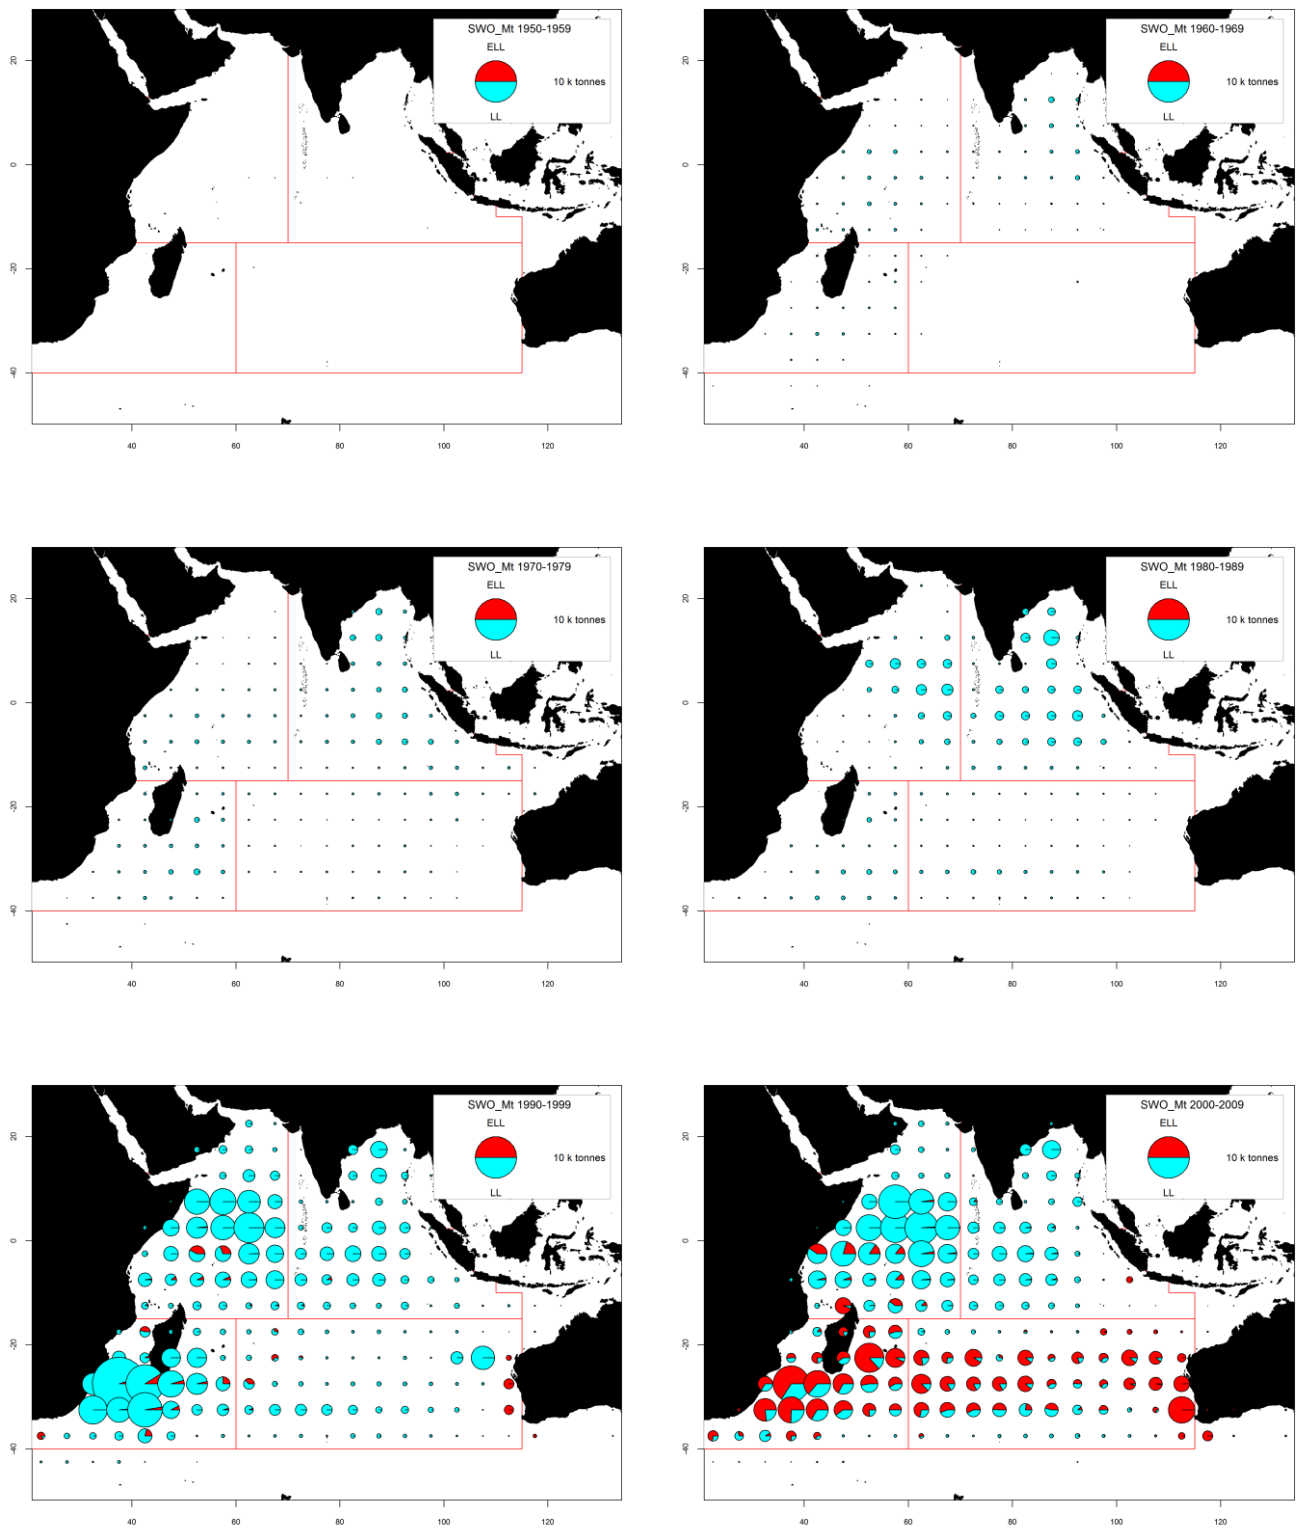 SWO_Mt 1950-1959
ELL
10 k tonnes
LL
20
0
-20
-40
40 60 80 100 120
SWO_Mt 1960-1969
ELL
10 k tonnes
LL
20
0
-20
-40
40 60 80 100 120
SWO_Mt 1970-1979
ELL
10 k tonnes
LL
20
0
-20
-40
40 60 80 100 120
SWO_Mt 1980-1989
ELL
10 k tonnes
LL
20
0
-20
-40
40 60 80 100 120
SWO_Mt 1990-1999
ELL
10 k tonnes
LL
20
0
-20
-40
40 60 80 100 120
SWO_Mt 2000-2009
ELL
10 k tonnes
LL
20
0
-20
-40
40 60 80 100 120